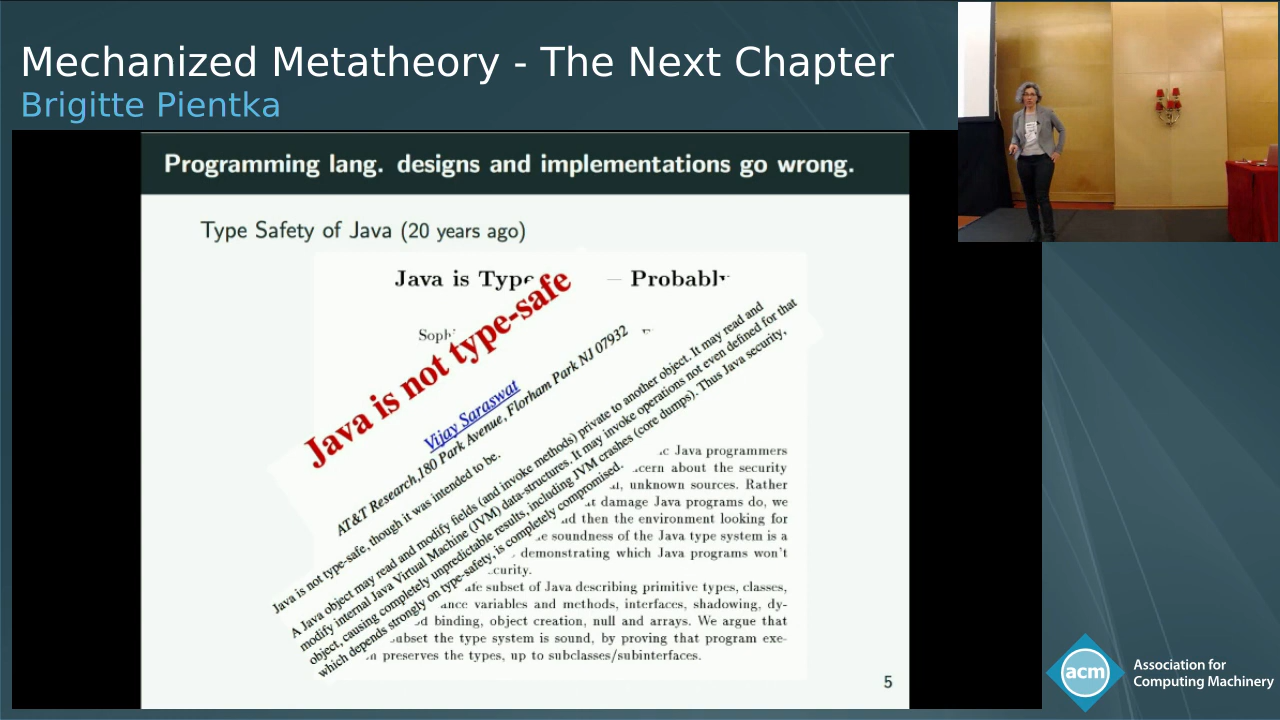 Mechanized Metatheory - The Next Chapter
Brigitte Pientka
Programming lang. designs and implementations go wrong.
Type Safety of Java (20 years ago)
Java is Type — Probably
Java is not type-safe
Vijay Saraswat
AT&T Research,180 Park Avenue, Florham Park NJ 07932
Java is not type-safe, though it was intended to be.
A Java object may read and modify fields (and invoke methods) private to another object. It may read and
modify internal Java Virtual Machine (JVM) data-structures. It may invoke operations not even defined for that
object, causing completely unpredictable results, including JVM crashes (core dumps). Thus Java security,
which depends strongly on type-safety, is completely compromised.
Java programmers
about the security
unknown sources. Rather
damage Java programs do, we
then the environment looking for
soundness of the Java type system is a
demonstrating which Java programs won't
subset of Java describing primitive types, classes,
variables and methods, interfaces, shadowing, dy-
binding, object creation, null and arrays. We argue that
the type system is sound, by proving that program exe-
preserves the types, up to subclasses/subinterfaces.
5
acm
Association for
Computing Machinery